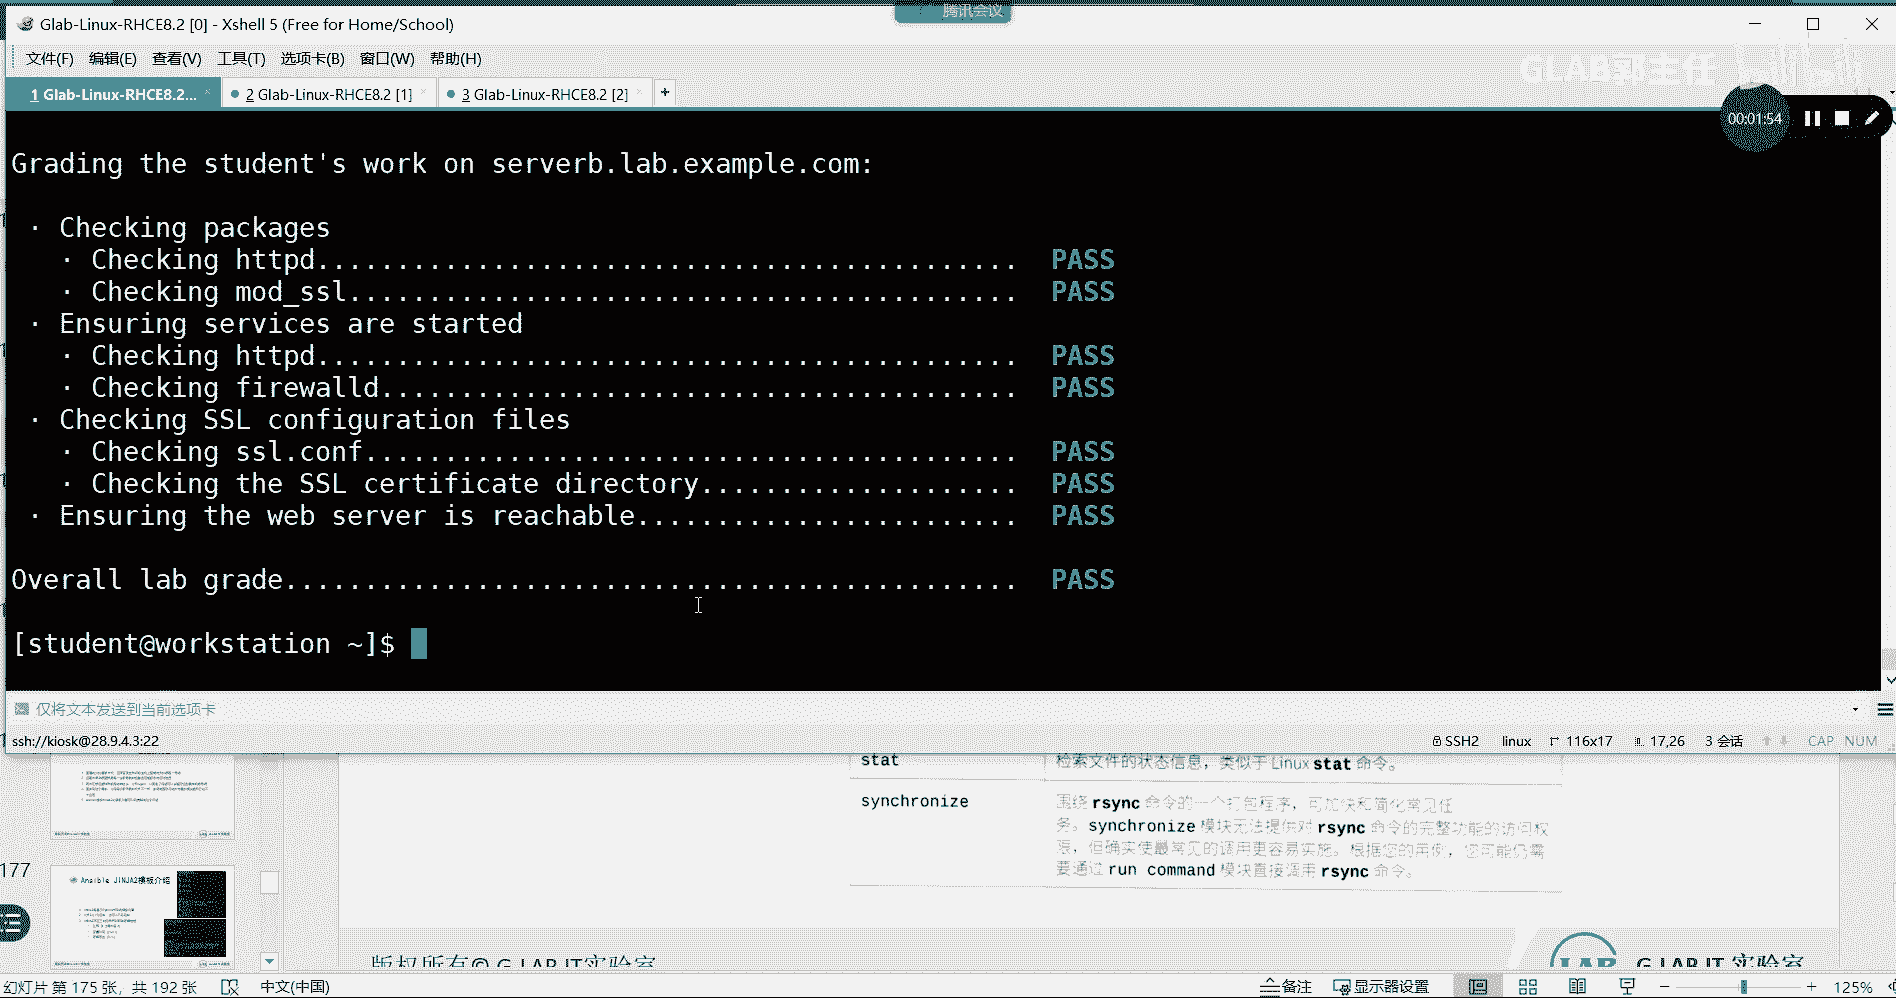 腾讯会议
Glab-Linux-RHCE8.2 [0] - Xshell 5 (Free for Home/School)
文件(F) 编辑(E) 查看(V) 工具(T) 选项卡(B) 窗口(W) 帮助(H)
GLAB郭主任 bilibili
1 Glab-Linux-RHCE8.2... 2 Glab-Linux-RHCE8.2 [1] 3 Glab-Linux-RHCE8.2 [2] +
00:01:54
Grading the student's work on serverb.lab.example.com:
· Checking packages
· Checking httpd............................................ PASS
· Checking mod_ssl.......................................... PASS
· Ensuring services are started
· Checking httpd............................................ PASS
· Checking firewalld........................................ PASS
· Checking SSL configuration files
· Checking ssl.conf......................................... PASS
· Checking the SSL certificate directory.................... PASS
· Ensuring the web server is reachable........................ PASS
Overall lab grade.............................................. PASS
[student@workstation ~]$
仅将文本发送到当前选项卡
ssh://kiosk@28.9.4.3:22 SSH2 linux 116x17 17,26 3 会话 CAP NUM
stat 检索文件的状态信息，类似于 Linux stat 命令。
synchronize 围绕 rsync 命令的一个打包程序，可加快和简化常见任
务。synchronize 模块无法提供对 rsync 命令的完整功能的访问权
限，但确实使最常见的调用更容易实施。根据您的用例，您可能仍需
要通过 run command 模块直接调用 rsync 命令。
177
Ansible JINJA2模板介绍
版权所有© G-LAB IT实验室
LAB G-LAB IT 实验室
幻灯片 第 175 张，共 192 张 中文(中国) 备注 显示器设置 125%